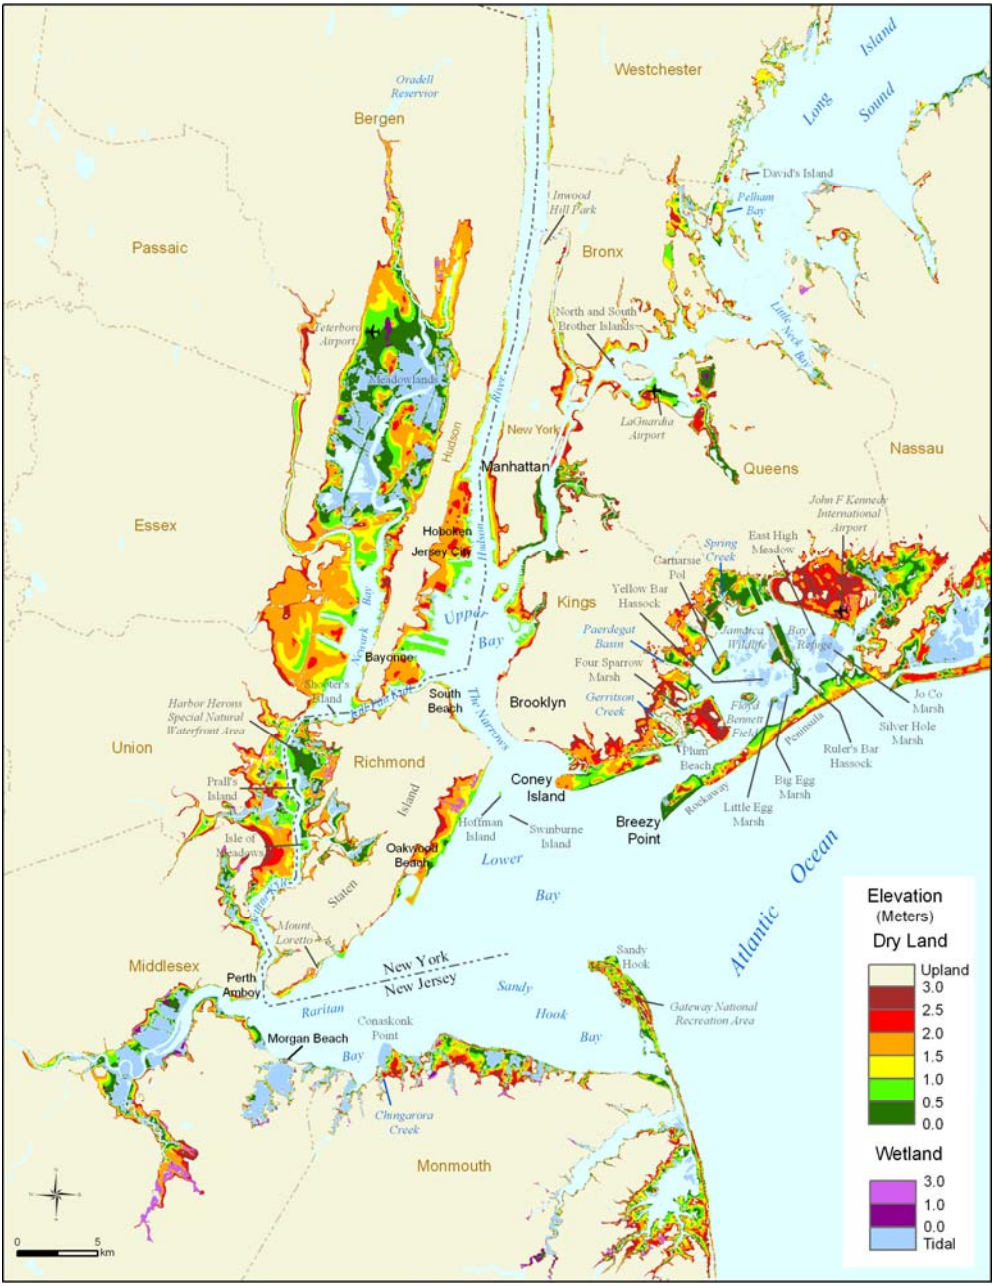 Island
Long
Sound
Westchester
Oradell
Reservior
Bergen
David's Island
Inwood
Hill Park
Pelham
Bay
Passaic
Bronx
North and South
Brother Islands
Little Neck Bay
Teterboro
Airport
Meadowlands
River
LaGuardia
Airport
Hudson
New York
Nassau
Manhattan
Queens
Essex
John F Kennedy
International
Airport
Hoboken
Jersey City
Hudson
Spring
Creek
East High
Meadow
Carnarsie
Pol
Yellow Bar
Hassock
Kings
Upper
Bay
Jamaica
Bay
Wildlife
Refuge
Paerdegat
Basin
Newark
Bay
Bayonne
Four Sparrow
Marsh
Shooter's
Island
Kill Van Kull
South
Beach
The Narrows
Brooklyn
Jo Co
Marsh
Harbor Herons
Special Natural
Waterfront Area
Gerritson
Creek
Floyd
Bennett
Field
Silver Hole
Marsh
Peninsula
Union
Richmond
Plum
Beach
Ruler's Bar
Hassock
Prall's
Island
Coney
Island
Rockaway
Big Egg
Marsh
Island
Hoffman
Island
Swinburne
Island
Breezy
Point
Little Egg
Marsh
Isle of
Meadows
Oakwood
Beach
Lower
Bay
Staten
Arthur Kill
Atlantic Ocean
Mount
Loretto
Middlesex
New York
New Jersey
Sandy
Hook
Perth
Amboy
Sandy
Hook
Bay
Gateway National
Recreation Area
Raritan
Bay
Conaskonk
Point
Morgan Beach
Chingarora
Creek
Monmouth
Elevation
(Meters)
Dry Land
Upland
3.0
2.5
2.0
1.5
1.0
0.5
0.0
Wetland
3.0
1.0
0.0
Tidal
0 5
km